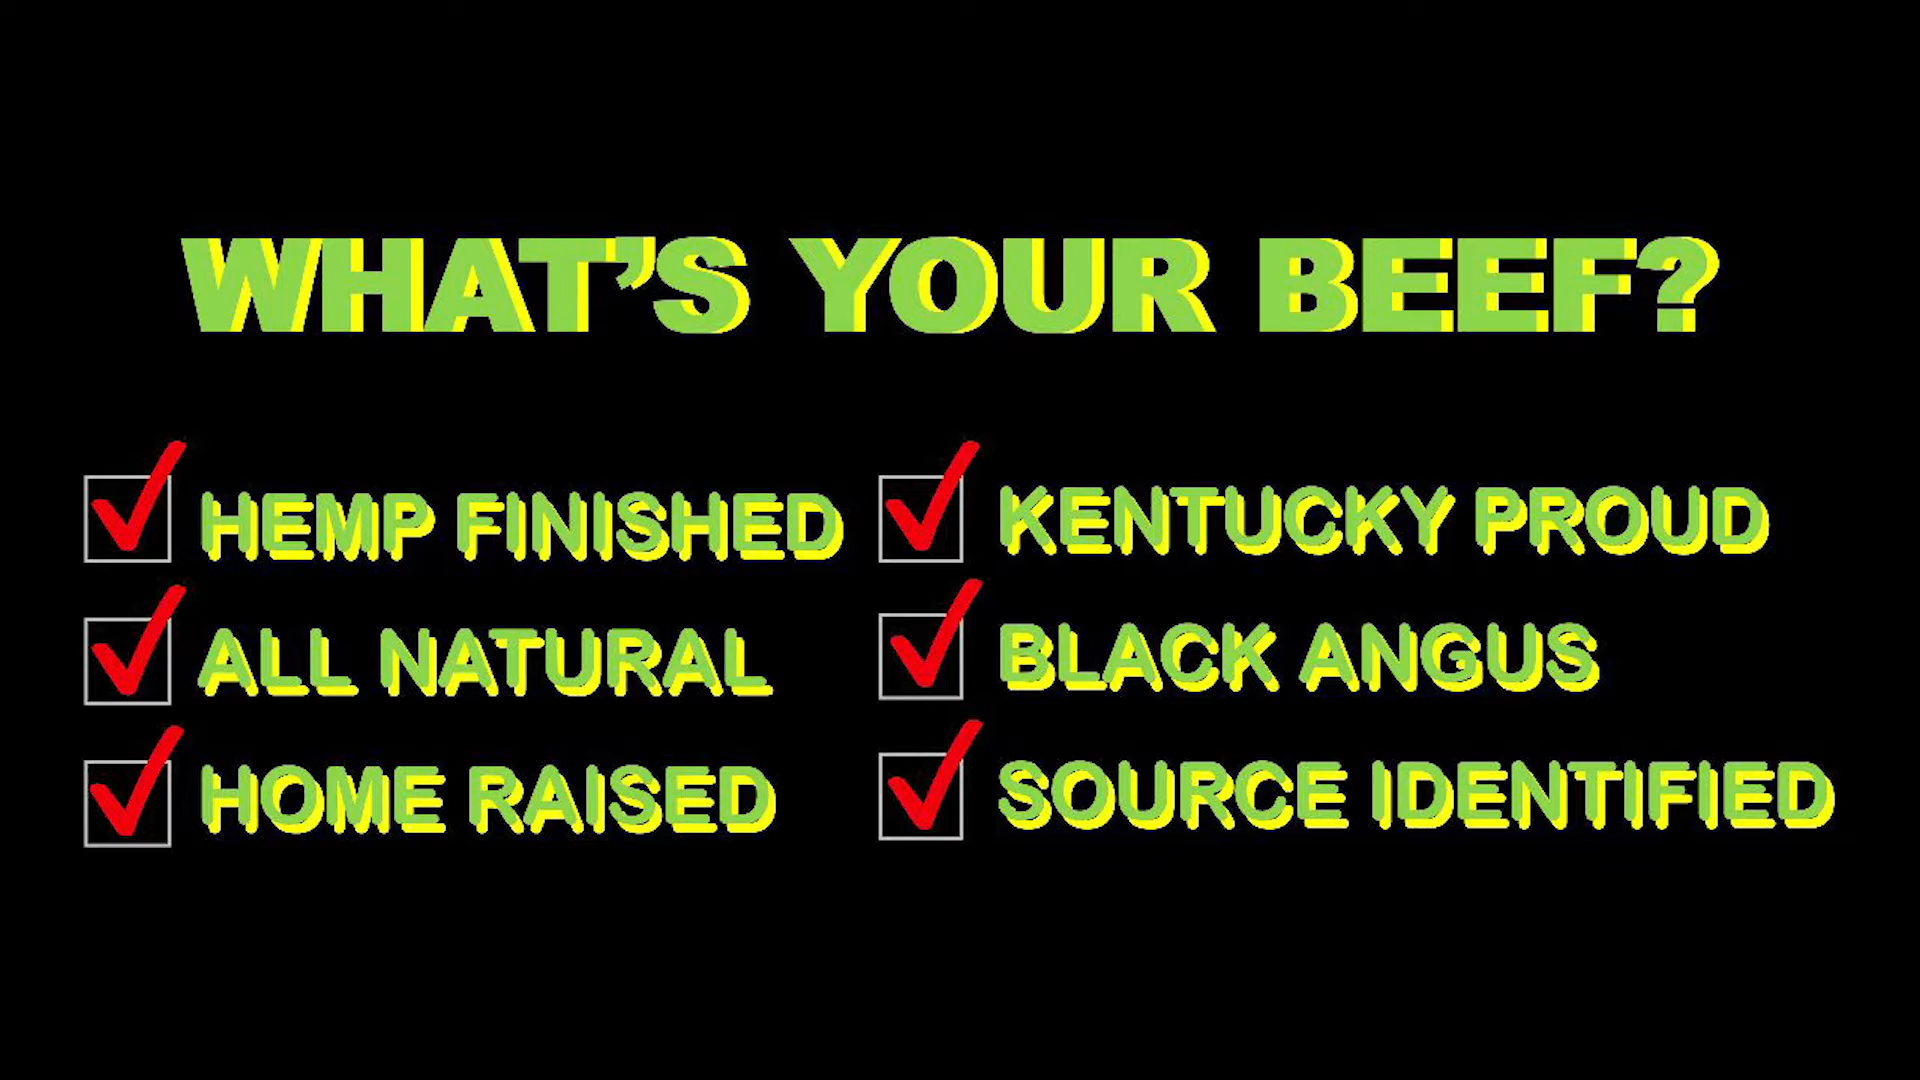 WHAT'S YOUR BEEF?
HEMP FINISHED
ALL NATURAL
HOME RAISED
KENTUCKY PROUD
BLACK ANGUS
SOURCE IDENTIFIED